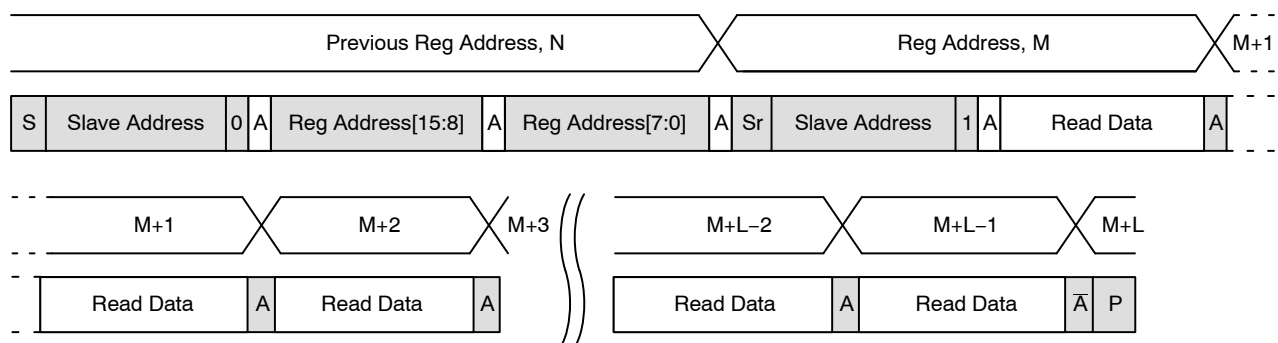 Previous Reg Address, N Reg Address, M M+1
S Slave Address 0 A Reg Address[15:8] A Reg Address[7:0] A Sr Slave Address 1 A Read Data A
M+1 M+2 M+3 M+L−2 M+L−1 M+L
Read Data A Read Data A Read Data A Read Data A̅ P